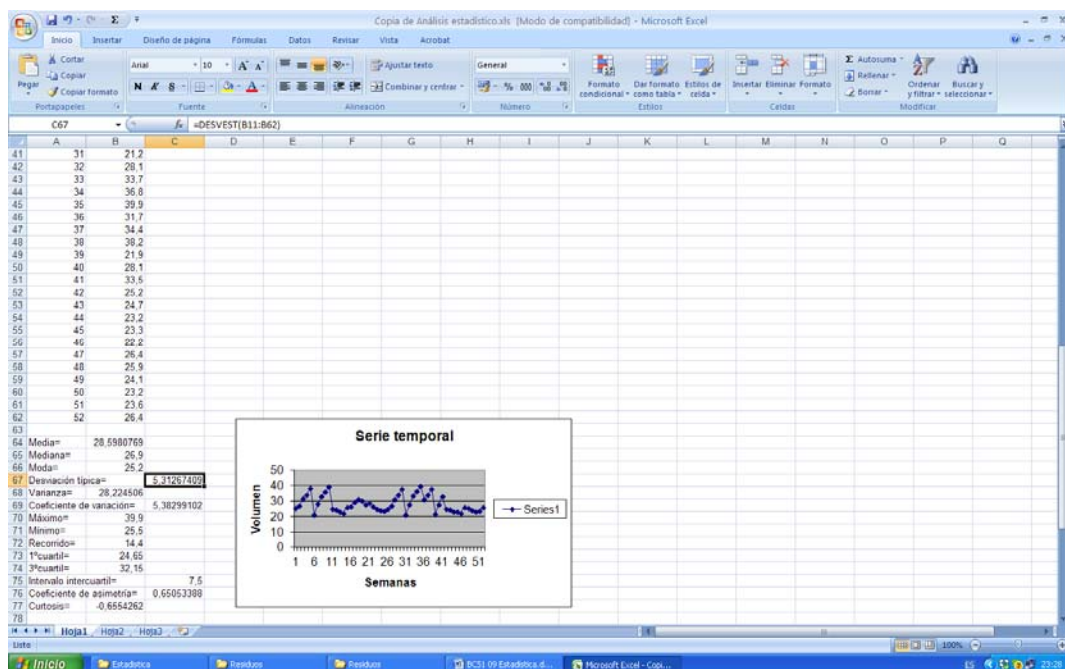 Copia de Análisis estadístico.xls [Modo de compatibilidad] - Microsoft Excel
Inicio Insertar Diseño de página Fórmulas Datos Revisar Vista Acrobat
Pegar
Cortar
Copiar
Copiar formato
Portapapeles
Arial 10
N K S
Fuente
Ajustar texto
Combinar y centrar
Alineación
General
% 000
Número
Formato condicional
Dar formato como tabla
Estilos de celda
Estilos
Insertar Eliminar Formato
Celdas
Σ Autosuma
Rellenar
Borrar
Ordenar y filtrar
Buscar y seleccionar
Modificar
C67 fx =DESVEST(B11:B62)
A B C D E F G H I J K L M N O P Q
41 31 21,2
42 32 28,1
43 33 33,7
44 34 36,8
45 35 39,9
46 36 31,7
47 37 34,4
48 38 38,2
49 39 21,9
50 40 28,1
51 41 33,5
52 42 25,2
53 43 24,7
54 44 23,2
55 45 23,3
56 46 22,2
57 47 26,4
58 48 25,9
59 49 24,1
60 50 23,2
61 51 23,6
62 52 26,4
63
64 Media= 28,5980769
65 Mediana= 26,9
66 Moda= 25,2
67 Desviación típica= 5,31267409
68 Varianza= 28,224506
69 Coeficiente de variación= 5,38299102
70 Máximo= 39,9
71 Mínimo= 25,5
72 Recorrido= 14,4
73 1ºcuartil= 24,65
74 3ºcuartil= 32,15
75 Intervalo intercuartil= 7,5
76 Coeficiente de asimetría= 0,65053388
77 Curtosis= -0,6554262
78
Serie temporal
Volumen
50
40
30
20
10
0
1 6 11 16 21 26 31 36 41 46 51
Semanas
Series1
Hoja1 Hoja2 Hoja3
Listo 100%
Inicio Estadistica Residuos Residuos BC51 09 Estadistica.d... Microsoft Excel - Copi... ES 23:28